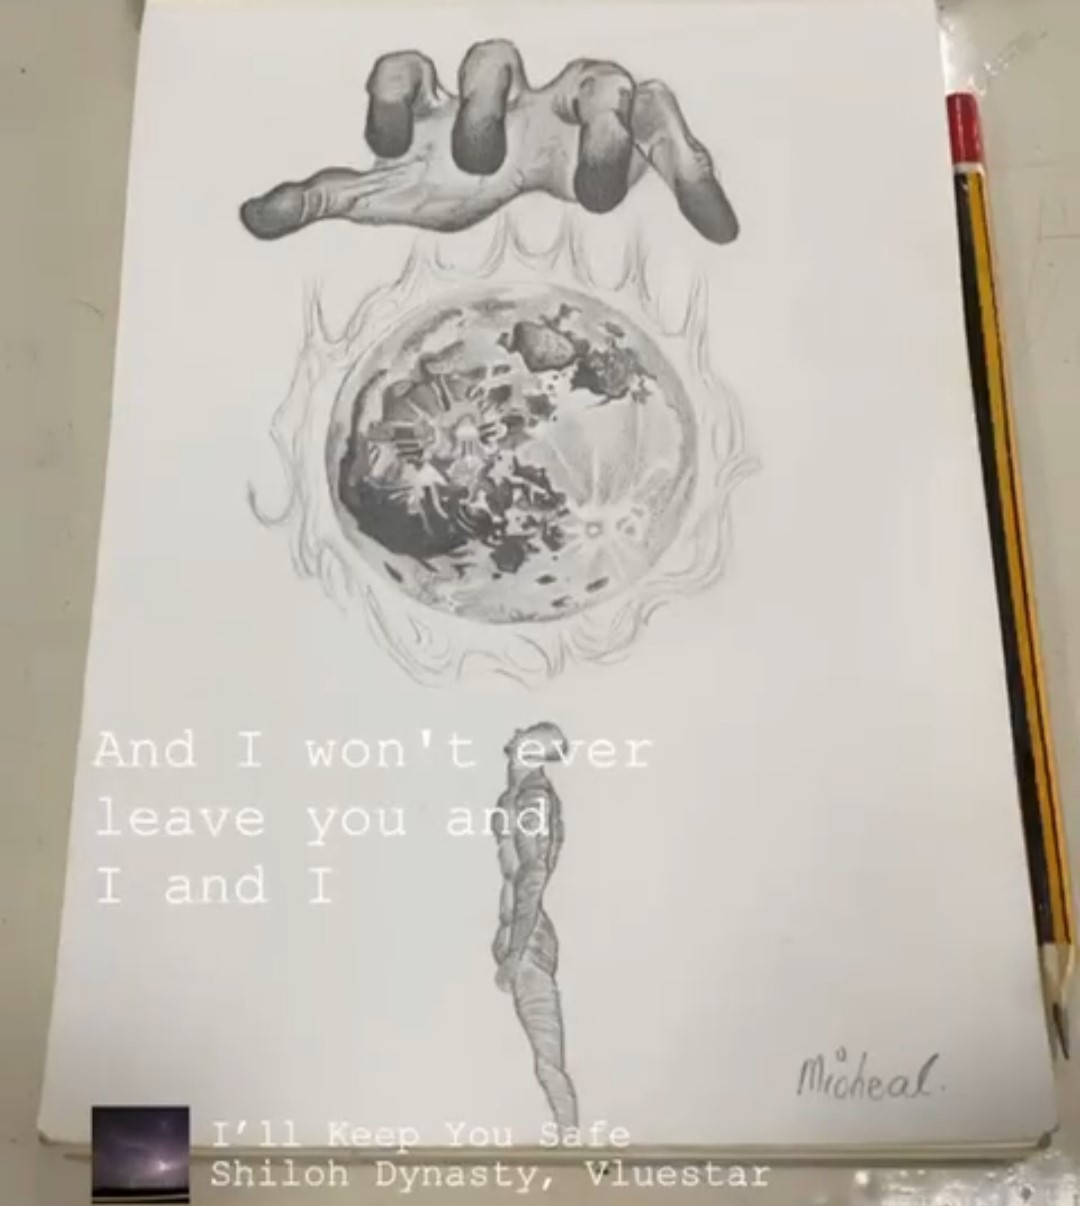 And I won't ever
leave you and
I and I
Micheal.
I'll Keep You Safe
Shiloh Dynasty, Vluestar